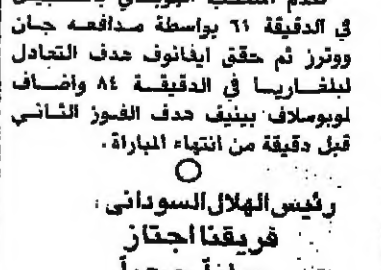 في الدقيقة ٦١ بواسطة مدافعه جان
ووترز ثم حقق ايفانوف هدف التعادل
لبلغاريا في الدقيقة ٨٤ واضاف
لوبوسلاف بينيف هدف الفوز الثاني
قبل دقيقة من انتهاء المباراة.
رئيس الهلال السوداني:
فريقنا اجتاز